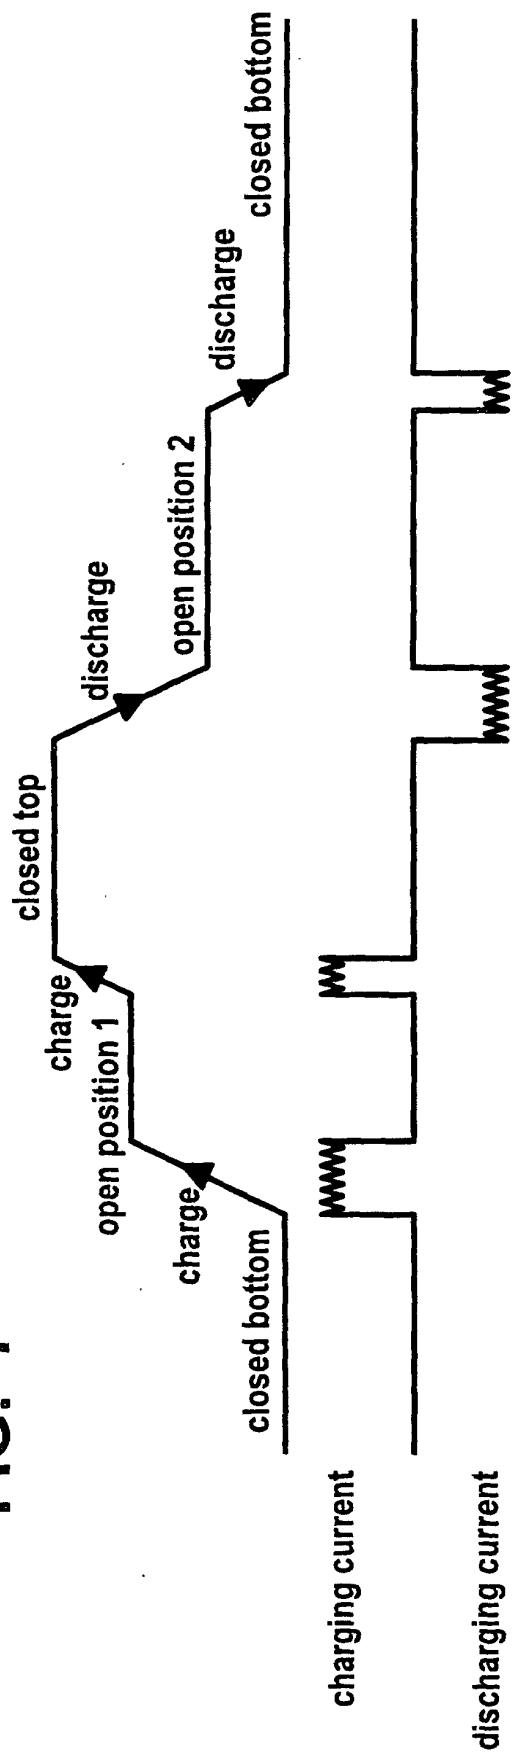 closed bottom
charge
open position 1
charge
closed top
discharge
open position 2
discharge
closed bottom
charging current
discharging current